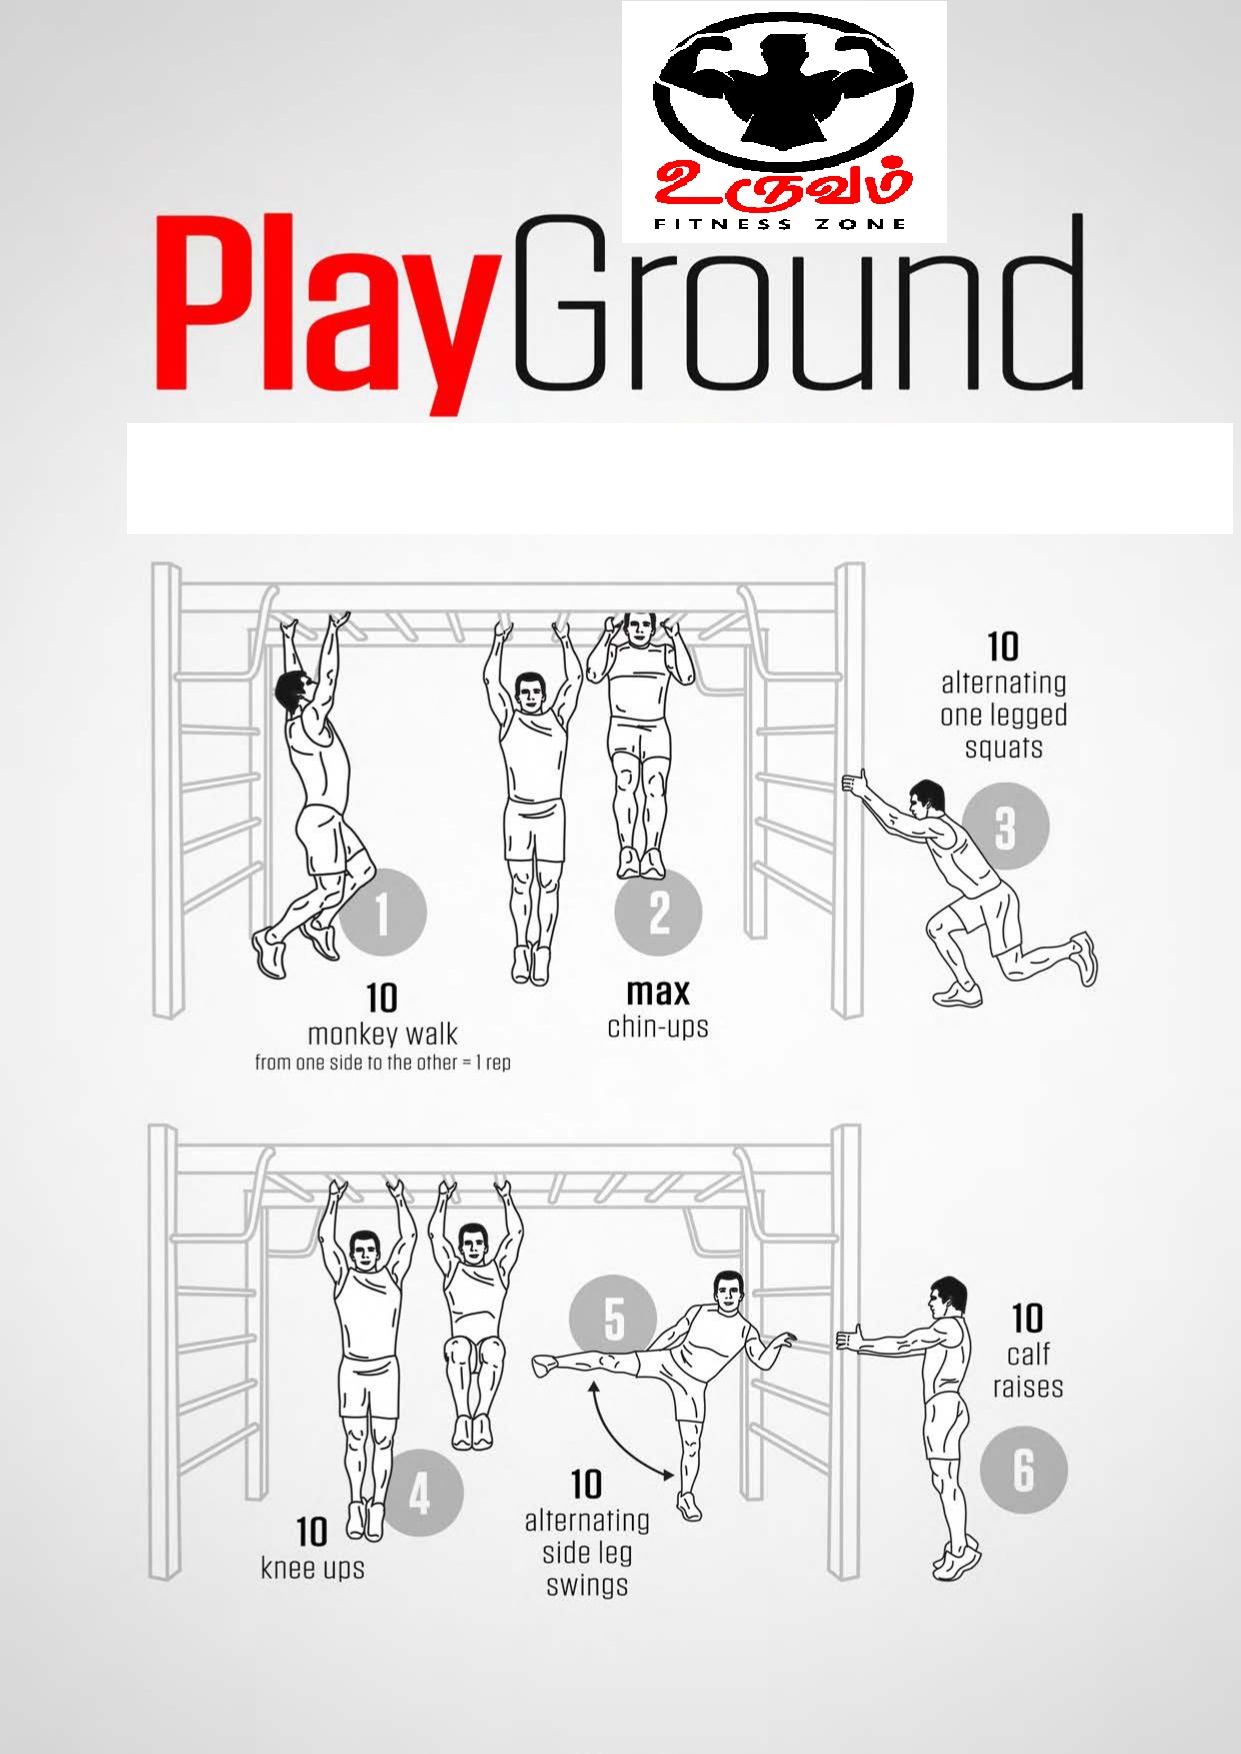 உருவம்
FITNESS ZONE
PlayGround
10
alternating
one legged
squats
3
1
2
10
monkey walk
from one side to the other = 1 rep
max
chin-ups
5
10
calf
raises
6
4
10
knee ups
10
alternating
side leg
swings